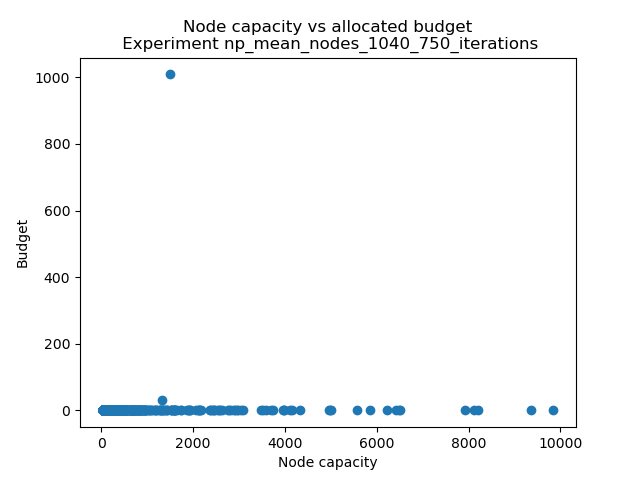 Node capacity vs allocated budget
Experiment np_mean_nodes_1040_750_iterations
1000
800
600
400
200
0
Budget
0 2000 4000 6000 8000 10000
Node capacity